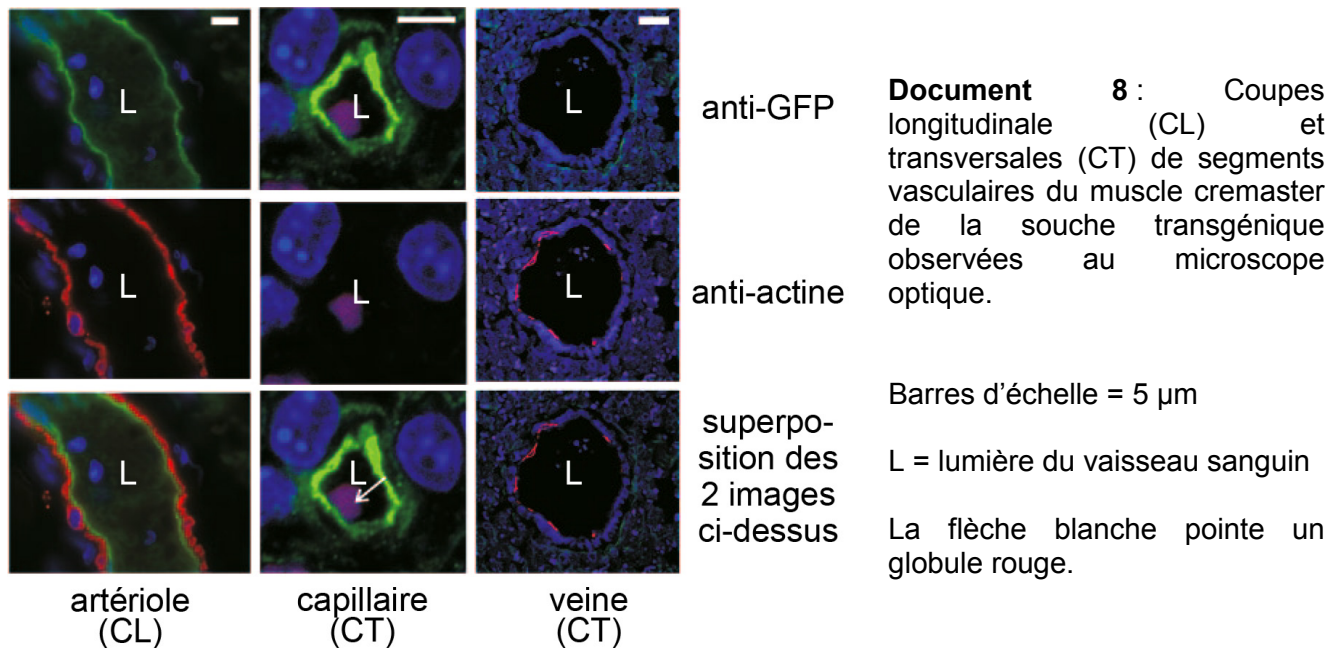 L
L
L
anti-GFP
L
L
L
anti-actine
L
L
L
superpo-
sition des
2 images
ci-dessus
artériole
(CL)
capillaire
(CT)
veine
(CT)
Document 8 : Coupes
longitudinale (CL) et
transversales (CT) de segments
vasculaires du muscle cremaster
de la souche transgénique
observées au microscope
optique.
Barres d'échelle = 5 µm
L = lumière du vaisseau sanguin
La flèche blanche pointe un
globule rouge.